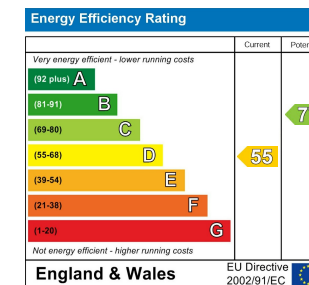 Energy Efficiency Rating
Current
Very energy efficient - lower running costs
(92 plus) A
(81-91) B
(69-80) C
(55-68) D
55
(39-54) E
(21-38) F
(1-20) G
Not energy efficient - higher running costs
England & Wales
EU Directive
2002/91/EC